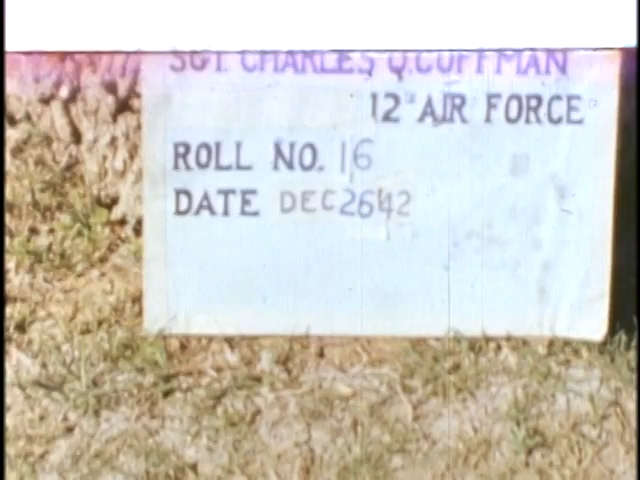 SGT. CHARLES Q. COFFMAN
12" AIR FORCE
ROLL NO. 16
DATE DEC 26 '42